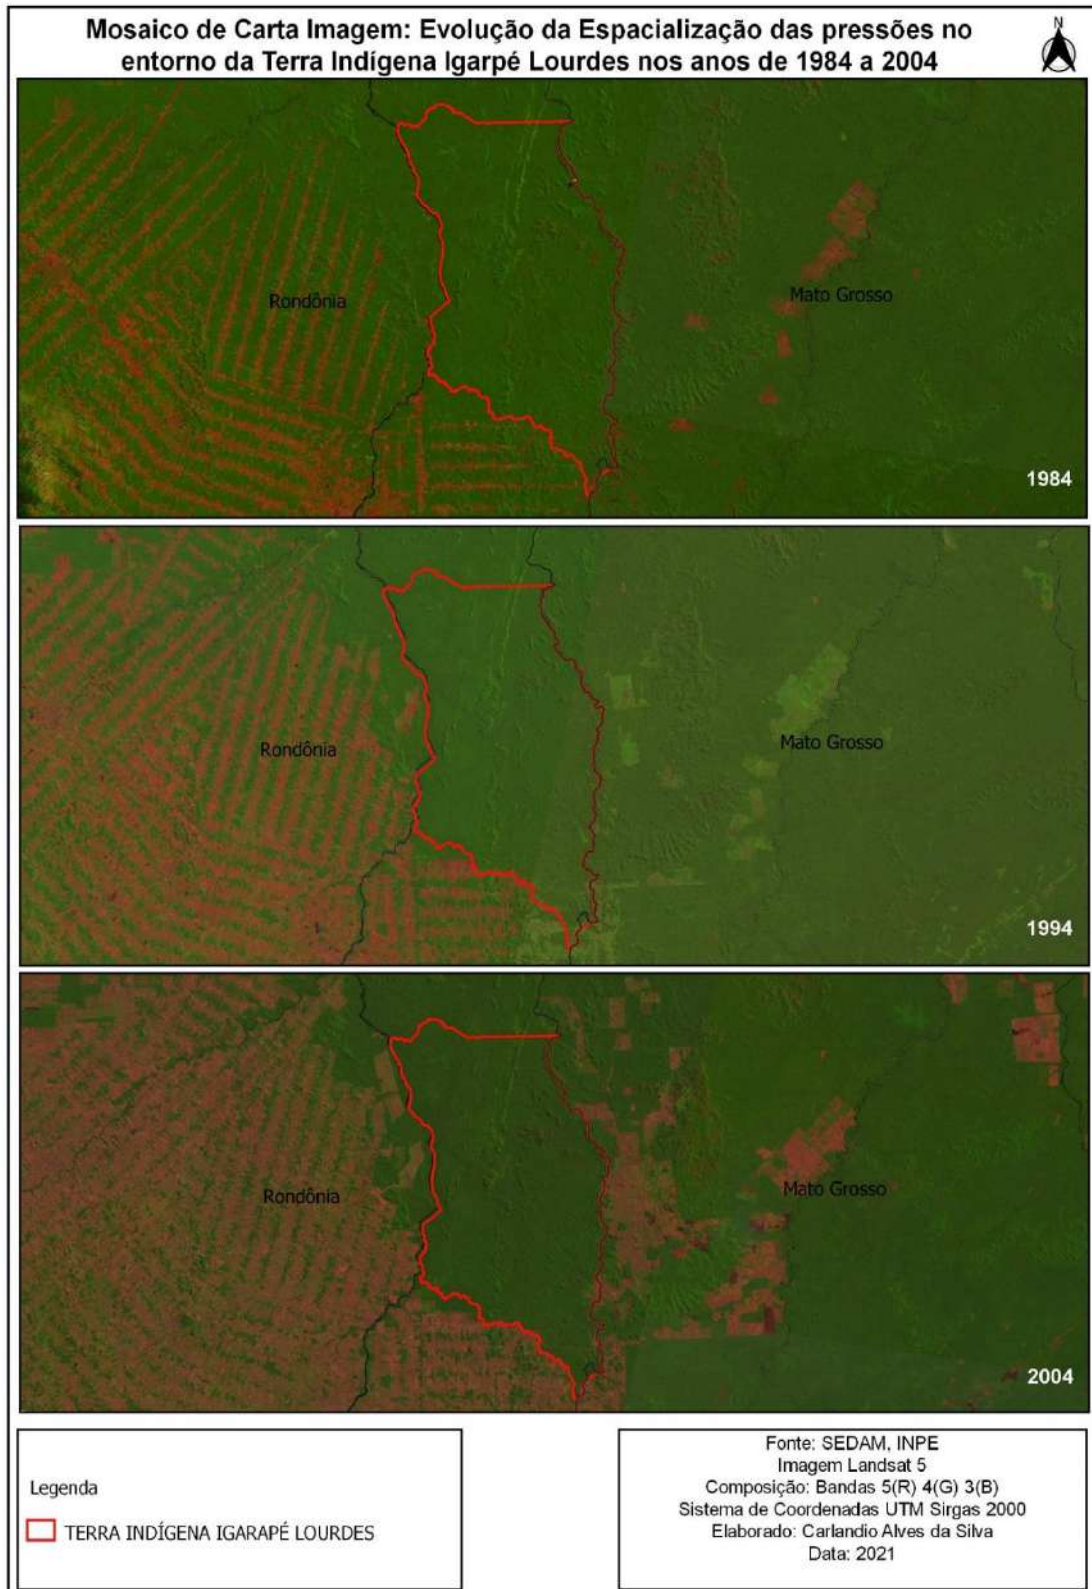 Mosaico de Carta Imagem: Evolução da Espacialização das pressões no
entorno da Terra Indígena Igarpé Lourdes nos anos de 1984 a 2004
N
Rondônia
Mato Grosso
1984
Rondônia
Mato Grosso
1994
Rondônia
Mato Grosso
2004
Legenda
TERRA INDÍGENA IGARAPÉ LOURDES
Fonte: SEDAM, INPE
Imagem Landsat 5
Composição: Bandas 5(R) 4(G) 3(B)
Sistema de Coordenadas UTM Sirgas 2000
Elaborado: Carlandio Alves da Silva
Data: 2021